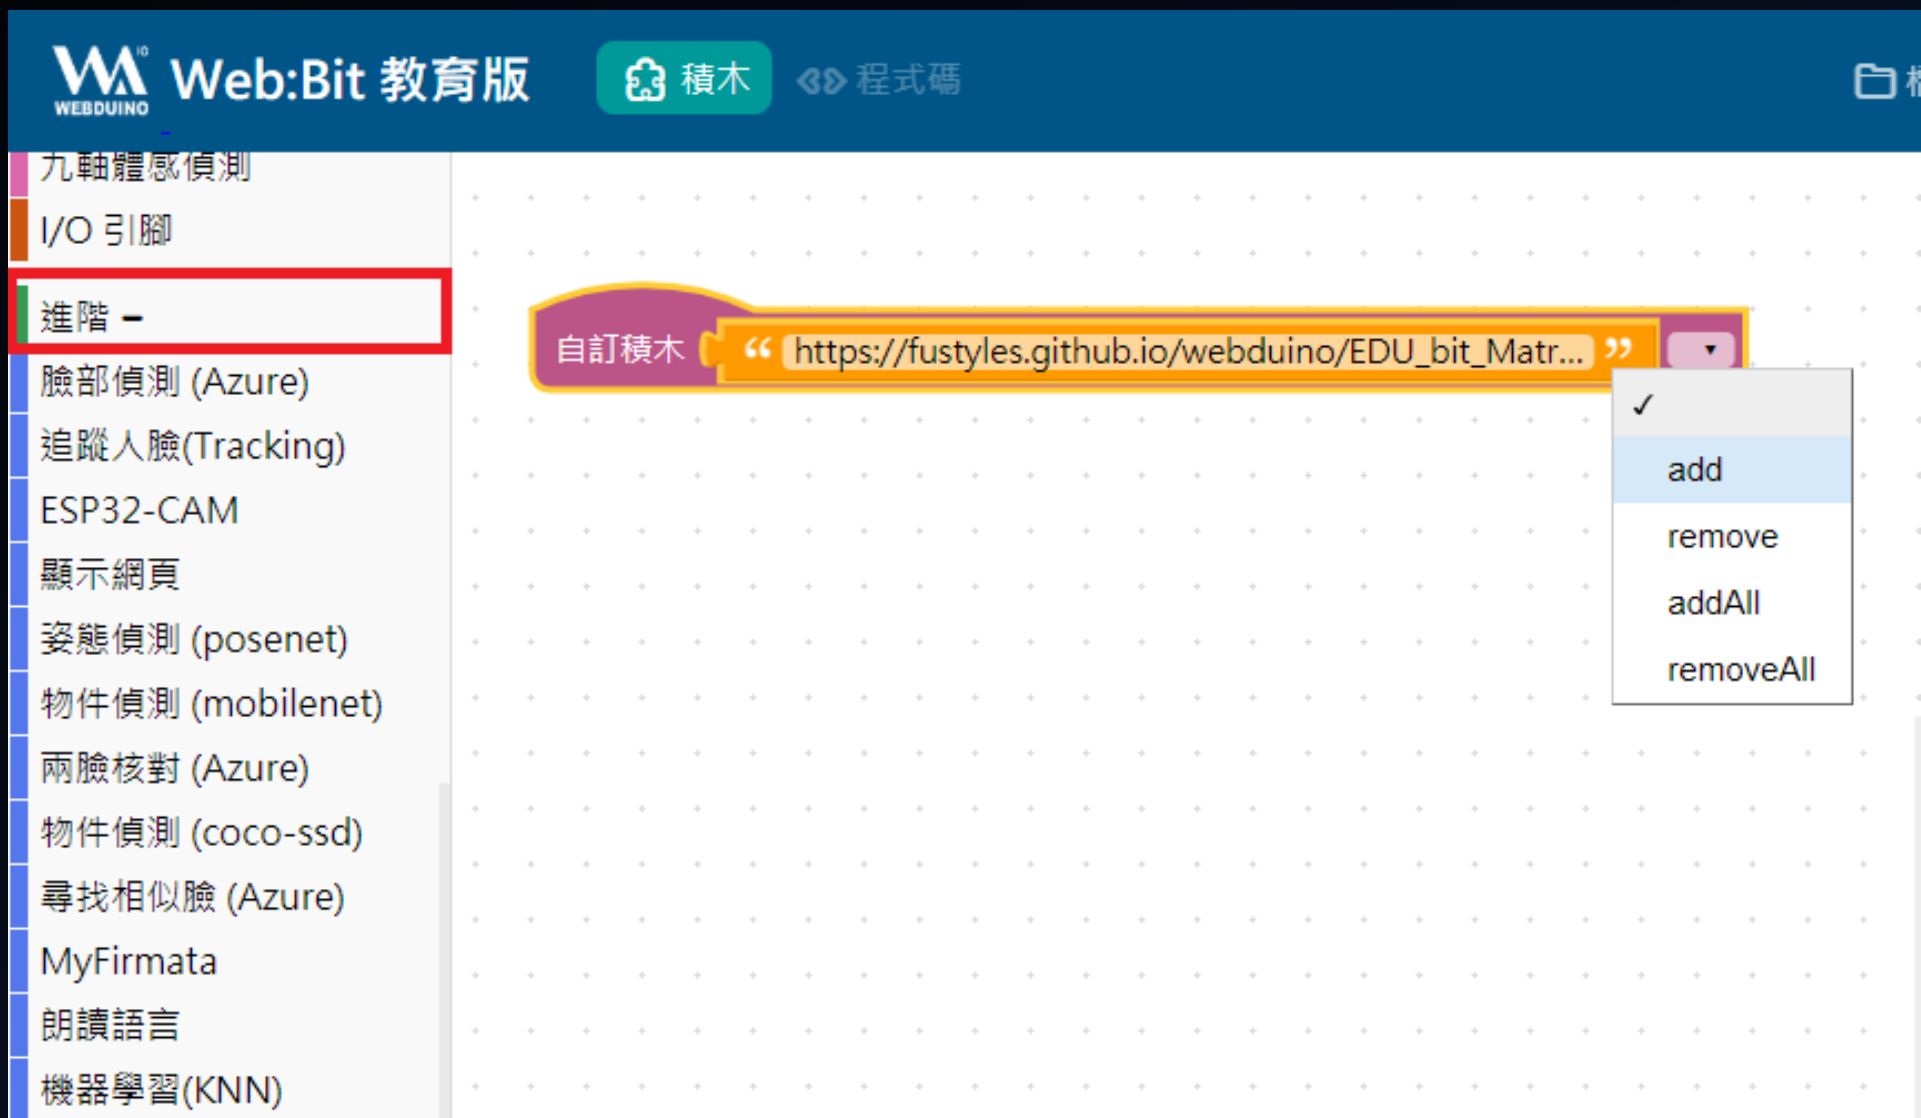 WEBDUINO IO
Web:Bit 教育版
積木
程式碼
九軸體感偵測
I/O 引腳
進階 –
臉部偵測 (Azure)
追蹤人臉(Tracking)
ESP32-CAM
顯示網頁
姿態偵測 (posenet)
物件偵測 (mobilenet)
兩臉核對 (Azure)
物件偵測 (coco-ssd)
尋找相似臉 (Azure)
MyFirmata
朗讀語言
機器學習(KNN)
自訂積木 “ https://fustyles.github.io/webduino/EDU_bit_Matr... ”
✓
add
remove
addAll
removeAll